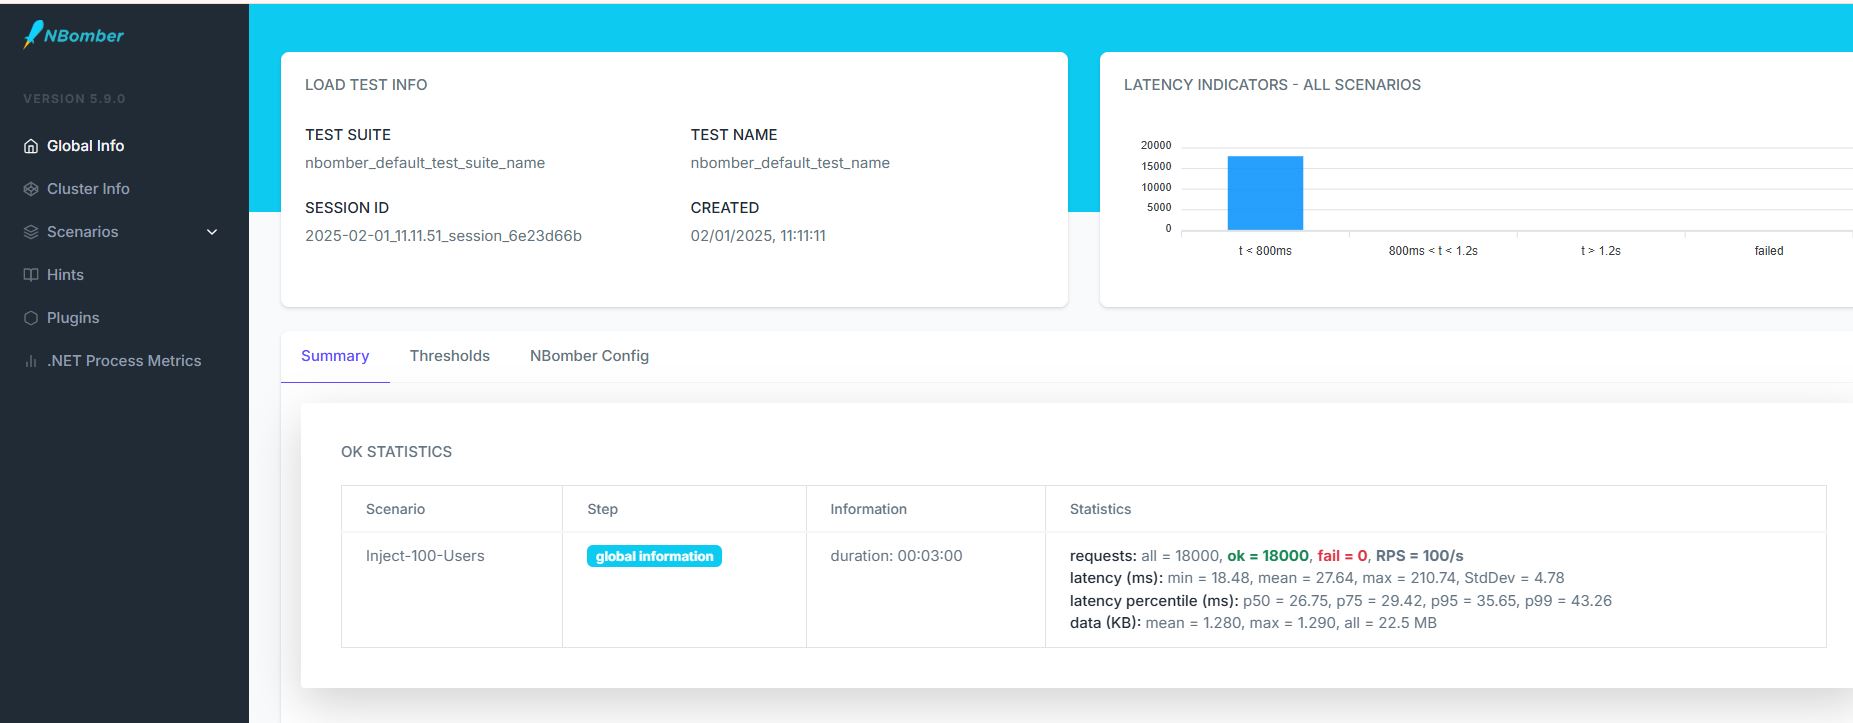 NBomber
VERSION 5.9.0
Global Info
Cluster Info
Scenarios
Hints
Plugins
.NET Process Metrics
LOAD TEST INFO
TEST SUITE
nbomber_default_test_suite_name
TEST NAME
nbomber_default_test_name
SESSION ID
2025-02-01_11.11.51_session_6e23d66b
CREATED
02/01/2025, 11:11:11
LATENCY INDICATORS - ALL SCENARIOS
20000
15000
10000
5000
0
t < 800ms
800ms < t < 1.2s
t > 1.2s
failed
Summary
Thresholds
NBomber Config
OK STATISTICS
Scenario
Step
Information
Statistics
Inject-100-Users
global information
duration: 00:03:00
requests: all = 18000, ok = 18000, fail = 0, RPS = 100/s
latency (ms): min = 18.48, mean = 27.64, max = 210.74, StdDev = 4.78
latency percentile (ms): p50 = 26.75, p75 = 29.42, p95 = 35.65, p99 = 43.26
data (KB): mean = 1.280, max = 1.290, all = 22.5 MB